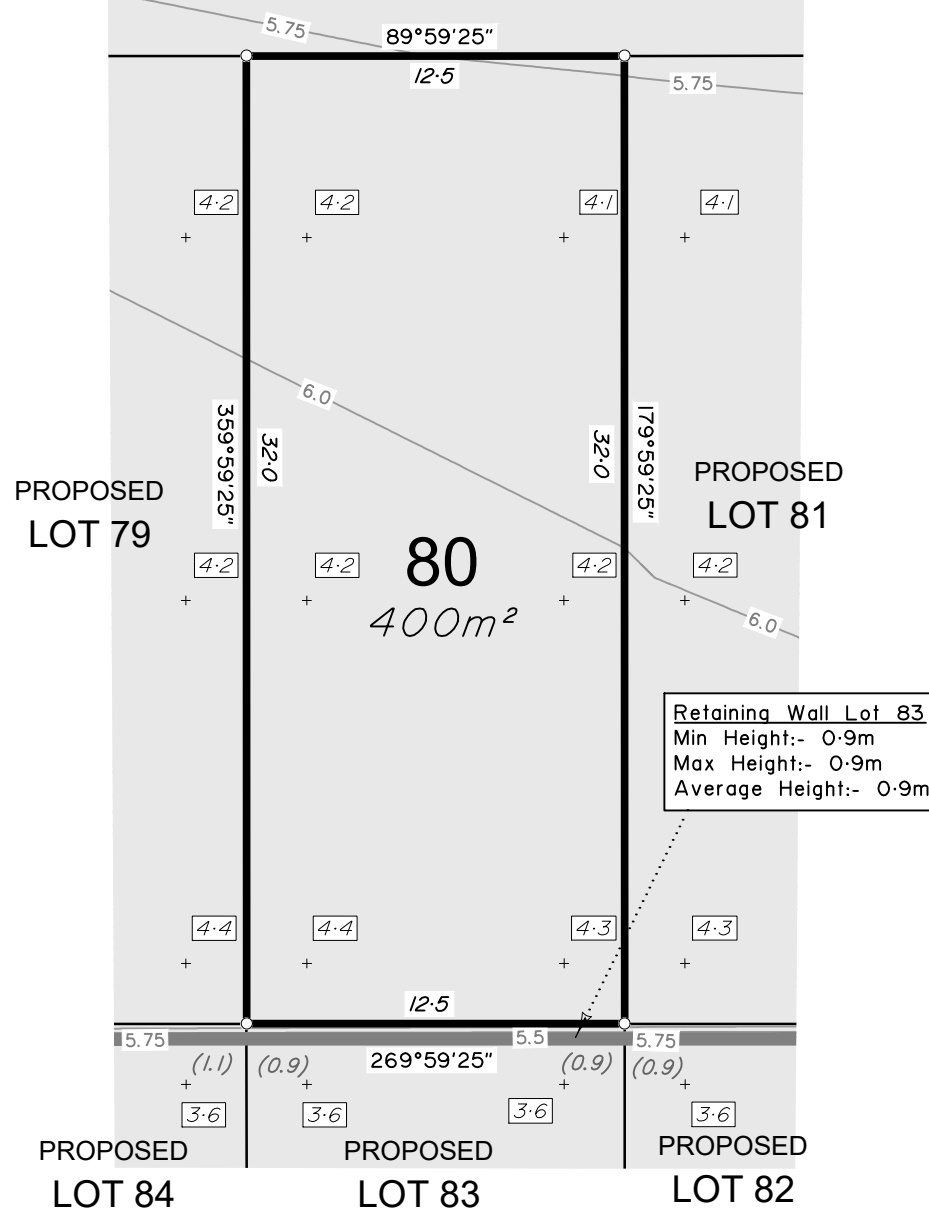 5.75
89°59'25"
12·5
5.75
4·2
4·2
4·1
4·1
6.0
359°59'25"
32·0
32·0
179°59'25"
PROPOSED
LOT 79
PROPOSED
LOT 81
80
400m²
4·2
4·2
4·2
4·2
6.0
Retaining Wall Lot 83
Min Height:- 0·9m
Max Height:- 0·9m
Average Height:- 0·9m
4·4
4·4
4·3
4·3
12·5
5.75
5.5
5.75
(1.1)
(0.9)
269°59'25"
(0.9)
(0.9)
3·6
3·6
3·6
3·6
PROPOSED
LOT 84
PROPOSED
LOT 83
PROPOSED
LOT 82